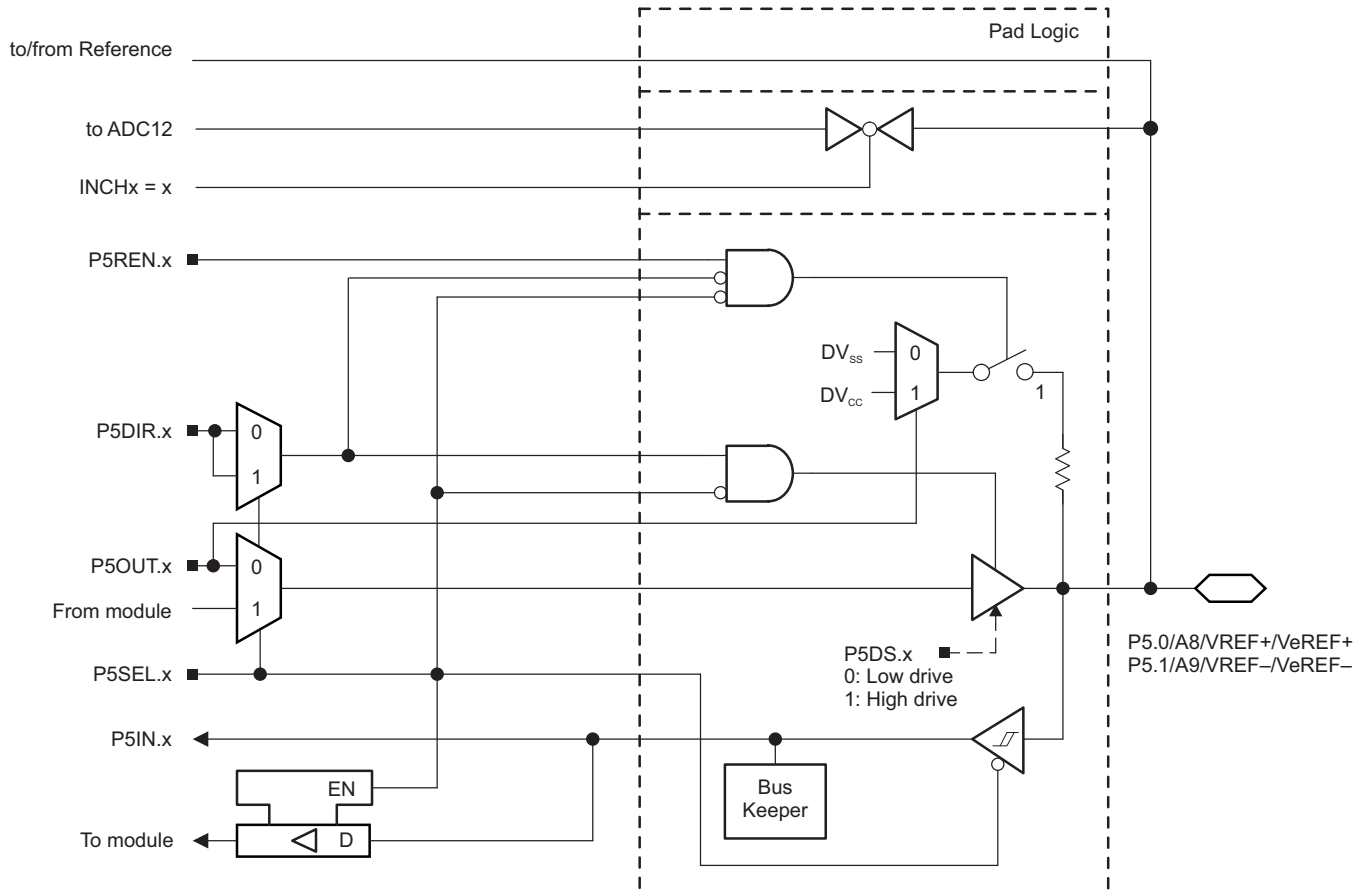 Pad Logic
to/from Reference
to ADC12
INCHx = x
P5REN.x
DVSS
0
DVCC
1
1
P5DIR.x
0
1
P5OUT.x
0
From module
1
P5SEL.x
P5DS.x
0: Low drive
1: High drive
P5.0/A8/VREF+/VeREF+
P5.1/A9/VREF–/VeREF–
P5IN.x
Bus
Keeper
EN
To module
D